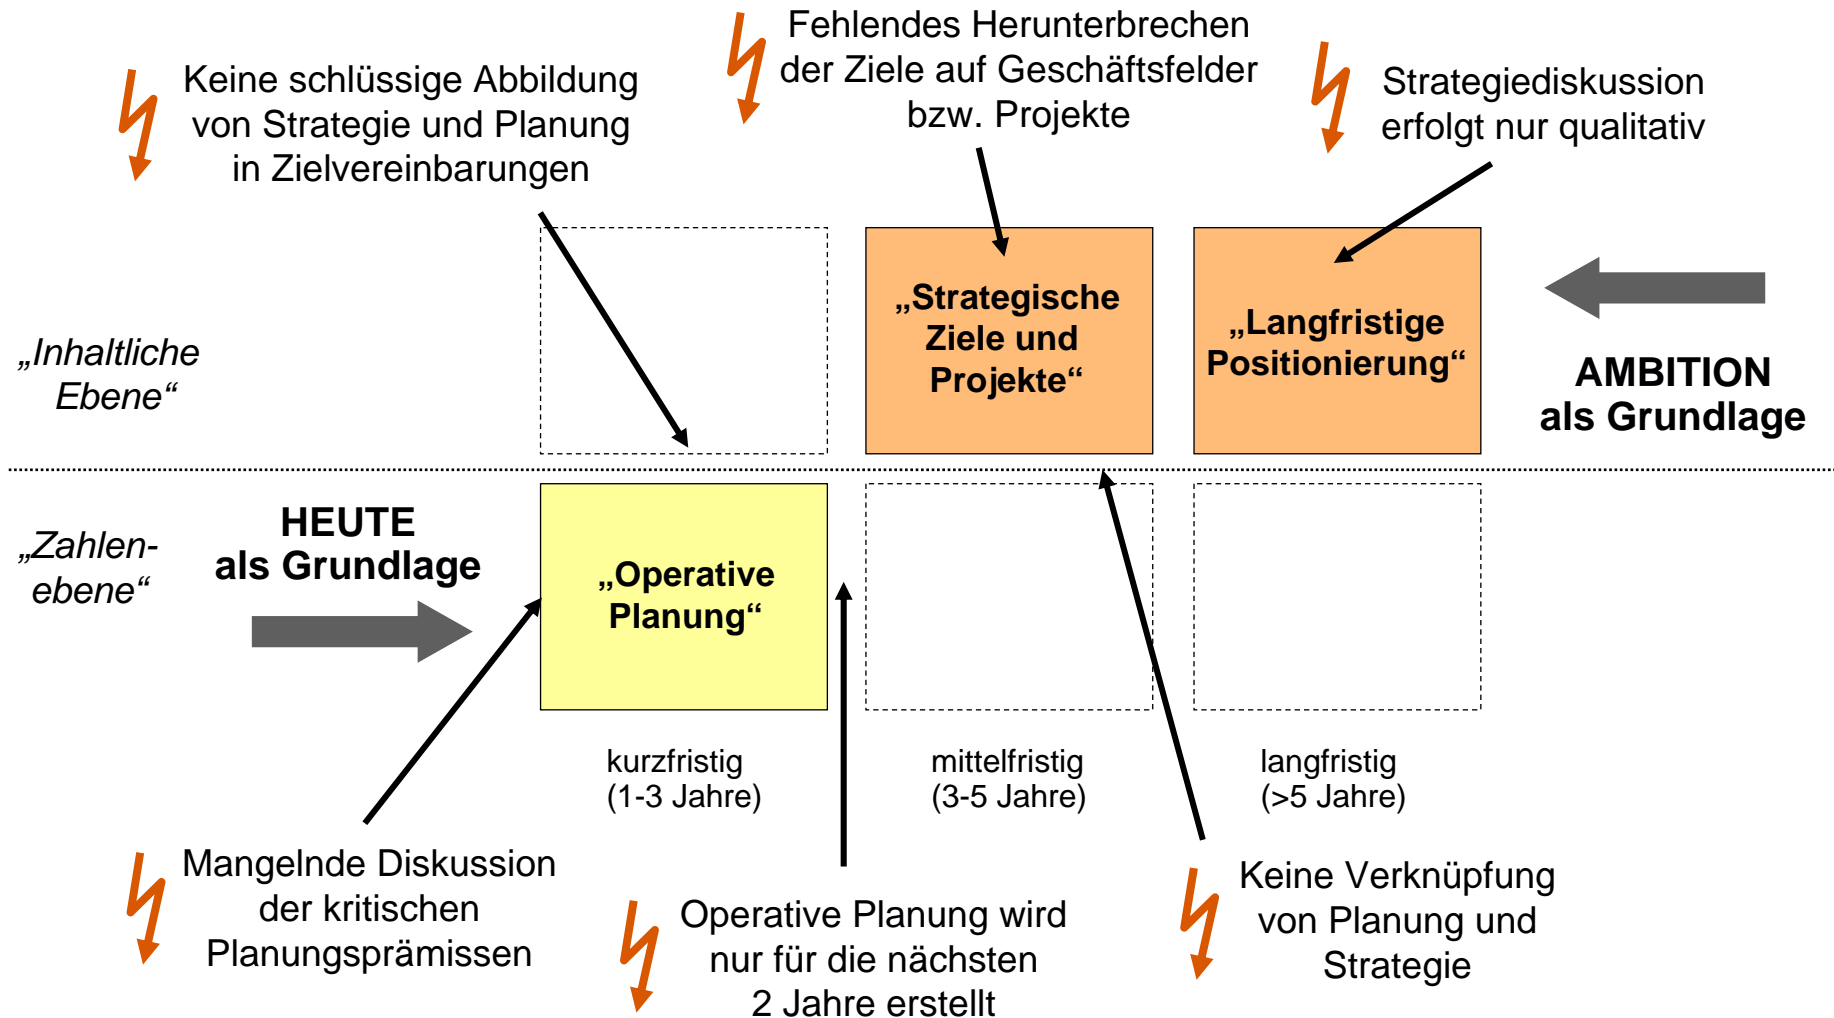 Keine schlüssige Abbildung
von Strategie und Planung
in Zielvereinbarungen
Fehlendes Herunterbrechen
der Ziele auf Geschäftsfelder
bzw. Projekte
Strategiediskussion
erfolgt nur qualitativ
„Inhaltliche
Ebene“
„Strategische
Ziele und
Projekte“
„Langfristige
Positionierung“
AMBITION
als Grundlage
„Zahlen-
ebene“
HEUTE
als Grundlage
„Operative
Planung“
kurzfristig
(1-3 Jahre)
mittelfristig
(3-5 Jahre)
langfristig
(>5 Jahre)
Mangelnde Diskussion
der kritischen
Planungsprämissen
Operative Planung wird
nur für die nächsten
2 Jahre erstellt
Keine Verknüpfung
von Planung und
Strategie